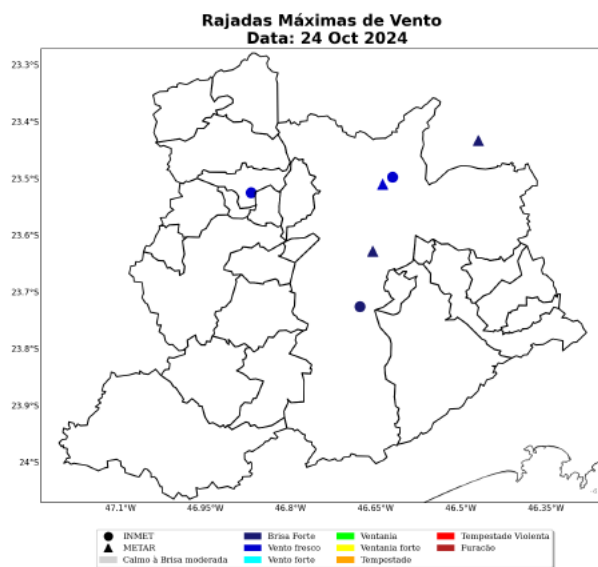 Rajadas Máximas de Vento
Data: 24 Oct 2024
23.3°S
23.4°S
23.5°S
23.6°S
23.7°S
23.8°S
23.9°S
24°S
47.1°W 46.95°W 46.8°W 46.65°W 46.5°W 46.35°W
INMET Brisa Forte Ventania Tempestade Violenta
METAR Vento fresco Ventania forto Furacão
Calmo à Brisa moderada Vento forte Tempestade